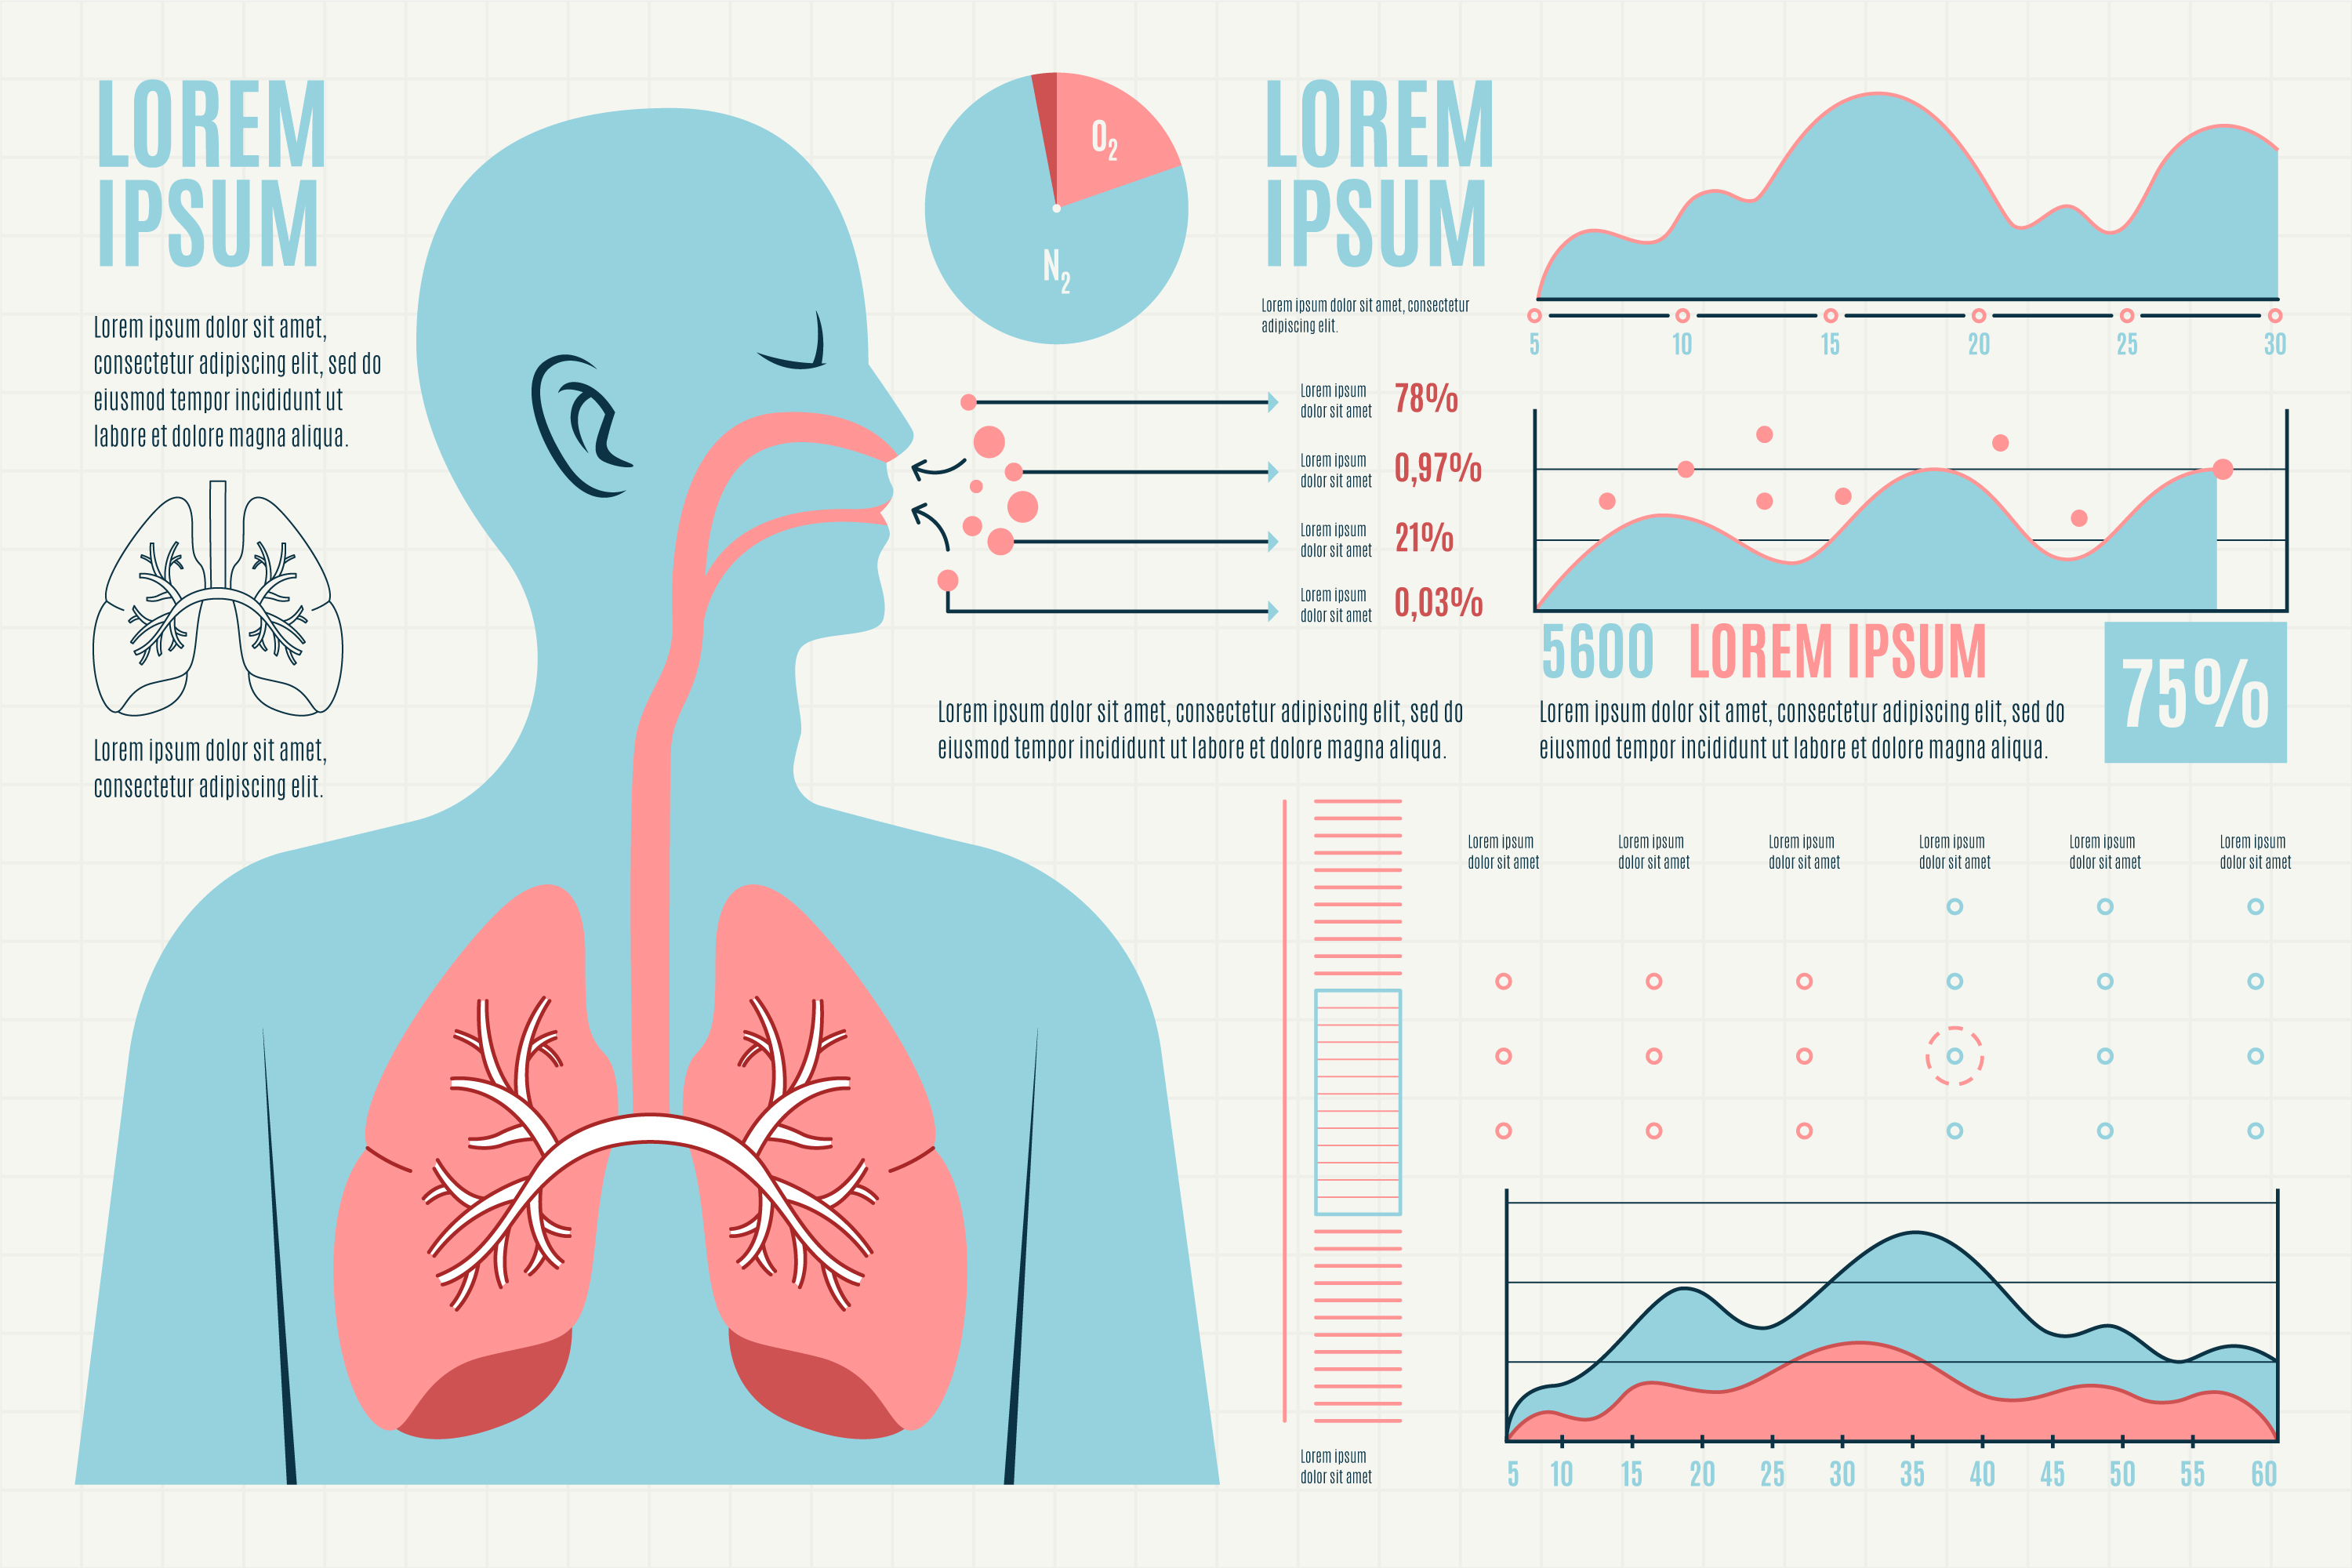 LOREM
IPSUM
Lorem ipsum dolor sit amet,
consectetur adipiscing elit, sed do
eiusmod tempor incididunt ut
labore et dolore magna aliqua.
Lorem ipsum dolor sit amet,
consectetur adipiscing elit.
O2
N2
LOREM
IPSUM
Lorem ipsum dolor sit amet, consectetur
adipiscing elit.
5 10 15 20 25 30
Lorem ipsum
dolor sit amet
78%
Lorem ipsum
dolor sit amet
0,97%
Lorem ipsum
dolor sit amet
21%
Lorem ipsum
dolor sit amet
0,03%
Lorem ipsum dolor sit amet, consectetur adipiscing elit, sed do
eiusmod tempor incididunt ut labore et dolore magna aliqua.
5600 LOREM IPSUM
Lorem ipsum dolor sit amet, consectetur adipiscing elit, sed do
eiusmod tempor incididunt ut labore et dolore magna aliqua.
75%
Lorem ipsum
dolor sit amet
Lorem ipsum
dolor sit amet
Lorem ipsum
dolor sit amet
Lorem ipsum
dolor sit amet
Lorem ipsum
dolor sit amet
Lorem ipsum
dolor sit amet
Lorem ipsum
dolor sit amet
5 10 15 20 25 30 35 40 45 50 55 60